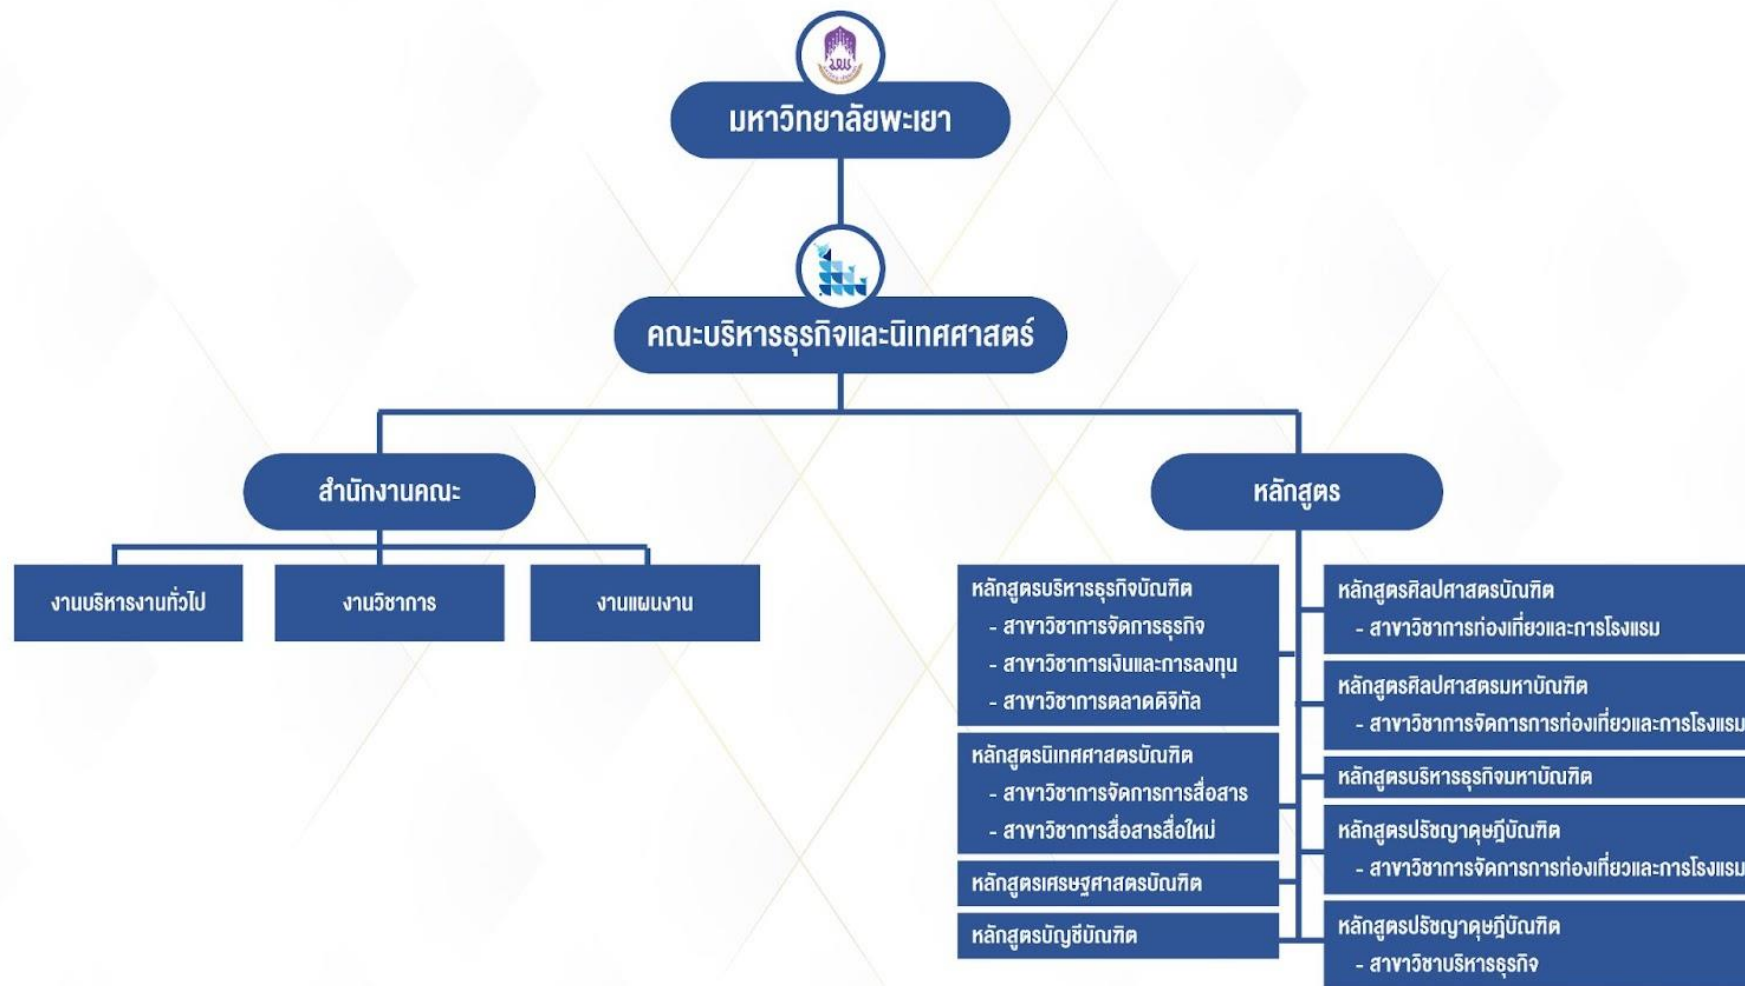 มหาวิทยาลัยพะเยา
คณะบริหารธุรกิจและนิเทศศาสตร์
สำนักงานคณะ
งานบริหารงานทั่วไป
งานวิชาการ
งานแผนงาน
หลักสูตร
หลักสูตรบริหารธุรกิจบัณฑิต
- สาขาวิชาการจัดการธุรกิจ
- สาขาวิชาการเงินและการลงทุน
- สาขาวิชาการตลาดดิจิทัล
หลักสูตรนิเทศศาสตรบัณฑิต
- สาขาวิชาการจัดการการสื่อสาร
- สาขาวิชาการสื่อสารสื่อใหม่
หลักสูตรเศรษฐศาสตรบัณฑิต
หลักสูตรบัญชีบัณฑิต
หลักสูตรศิลปศาสตรบัณฑิต
- สาขาวิชาการท่องเที่ยวและการโรงแรม
หลักสูตรศิลปศาสตรมหาบัณฑิต
- สาขาวิชาการจัดการการท่องเที่ยวและการโรงแรม
หลักสูตรบริหารธุรกิจมหาบัณฑิต
หลักสูตรปรัชญาดุษฎีบัณฑิต
- สาขาวิชาการจัดการการท่องเที่ยวและการโรงแรม
หลักสูตรปรัชญาดุษฎีบัณฑิต
- สาขาวิชาบริหารธุรกิจ